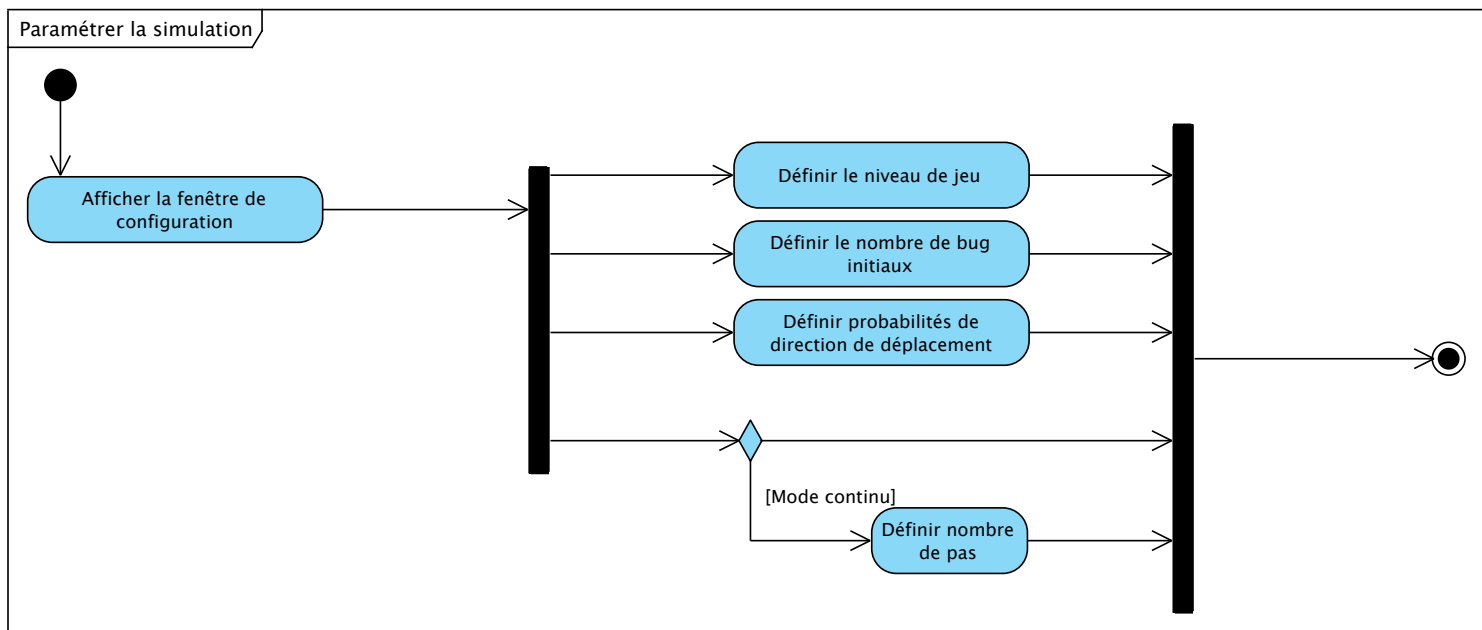 Paramétrer la simulation
Afficher la fenêtre de
configuration
Définir le niveau de jeu
Définir le nombre de bug
initiaux
Définir probabilités de
direction de déplacement
[Mode continu]
Définir nombre
de pas